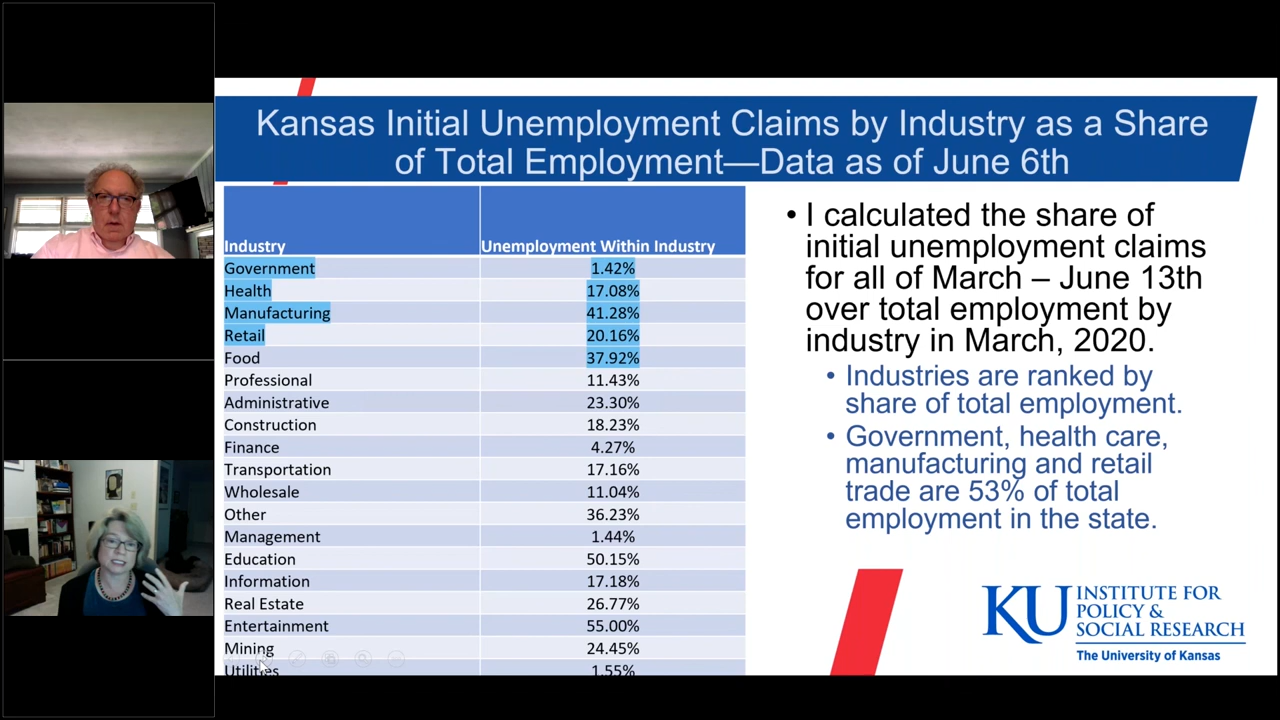 Kansas Initial Unemployment Claims by Industry as a Share
of Total Employment—Data as of June 6th
Industry Unemployment Within Industry
Government 1.42%
Health 17.08%
Manufacturing 41.28%
Retail 20.16%
Food 37.92%
Professional 11.43%
Administrative 23.30%
Construction 18.23%
Finance 4.27%
Transportation 17.16%
Wholesale 11.04%
Other 36.23%
Management 1.44%
Education 50.15%
Information 17.18%
Real Estate 26.77%
Entertainment 55.00%
Mining 24.45%
Utilities 1.55%
• I calculated the share of
initial unemployment claims
for all of March – June 13th
over total employment by
industry in March, 2020.
• Industries are ranked by
share of total employment.
• Government, health care,
manufacturing and retail
trade are 53% of total
employment in the state.
KU INSTITUTE FOR
POLICY &
SOCIAL RESEARCH
The University of Kansas